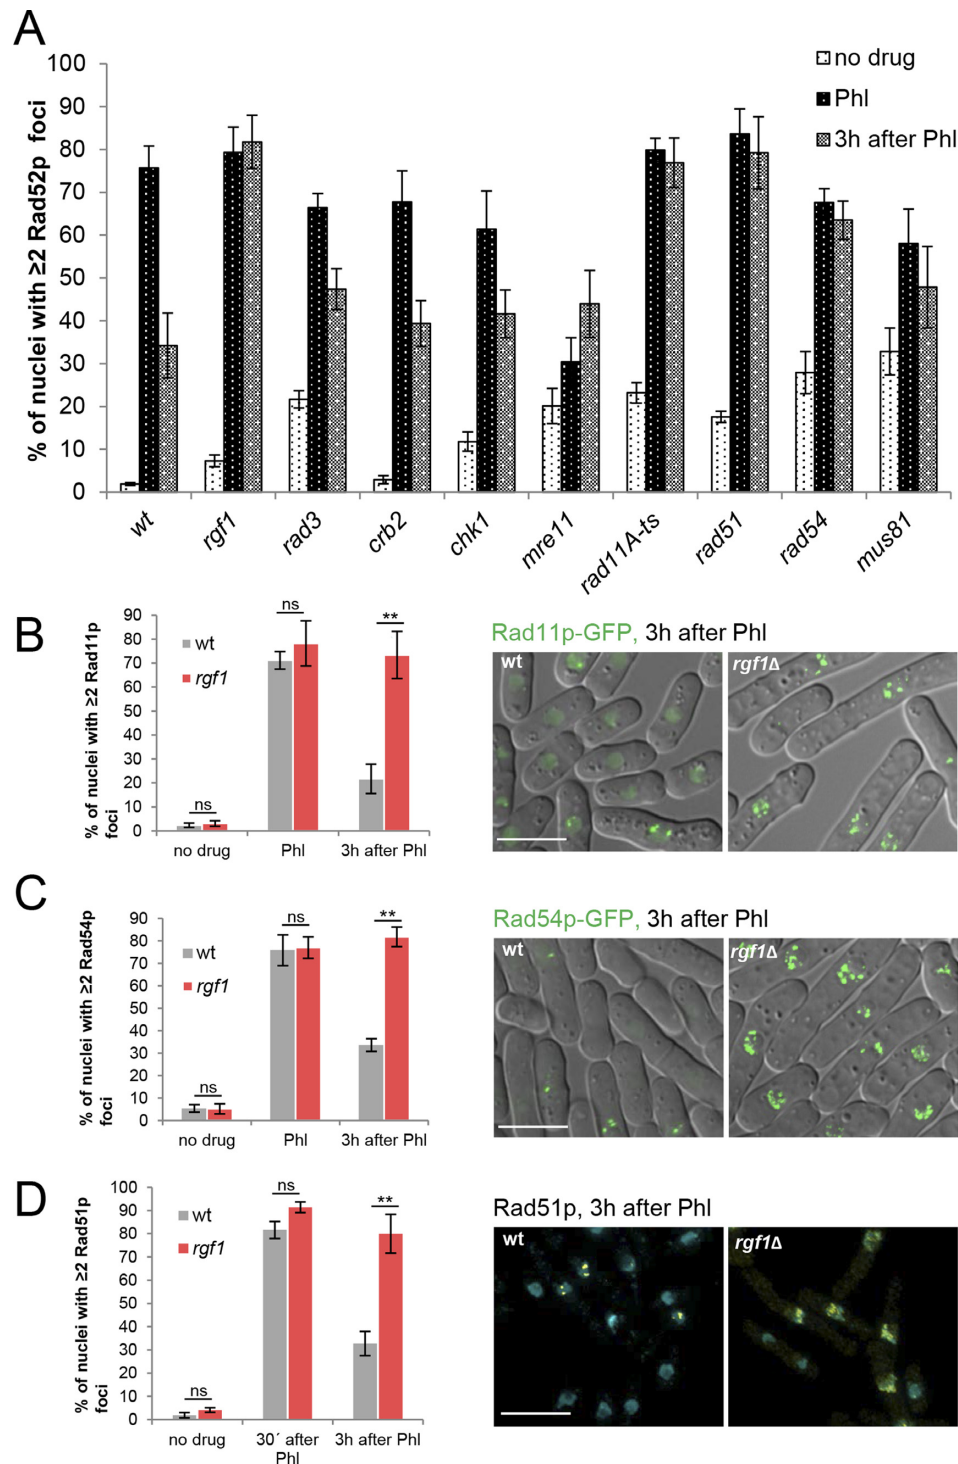 A
% of nuclei with ≥2 Rad52p foci
100
90
80
70
60
50
40
30
20
10
0
no drug
Phl
3h after Phl
wt
rgf1
rad3
crb2
chk1
mre11
rad11A-ts
rad51
rad54
mus81
B
% of nuclei with ≥2 Rad11p
foci
90
80
70
60
50
40
30
20
10
0
wt
rgf1
ns
ns
**
no drug
Phl
3h after Phl
Rad11p-GFP, 3h after Phl
wt
rgf1Δ
C
% of nuclei with ≥2 Rad54p
foci
90
80
70
60
50
40
30
20
10
0
wt
rgf1
ns
ns
**
no drug
Phl
3h after Phl
Rad54p-GFP, 3h after Phl
wt
rgf1Δ
D
% of nuclei with ≥2 Rad51p
foci
100
90
80
70
60
50
40
30
20
10
0
wt
rgf1
ns
ns
**
no drug
30´ after
Phl
3h after Phl
Rad51p, 3h after Phl
wt
rgf1Δ